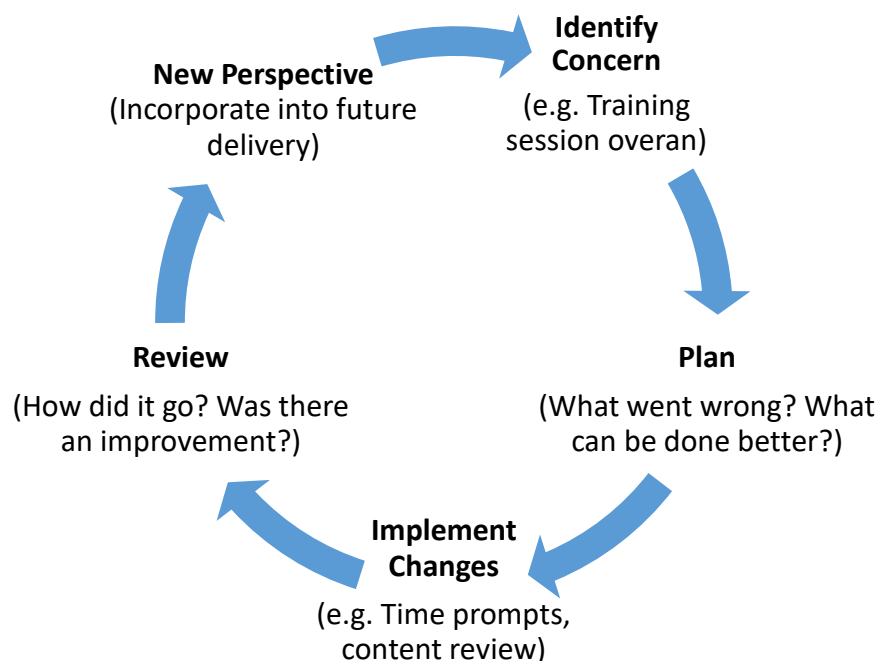 Identify
Concern
(e.g. Training
session overan)
Plan
(What went wrong? What
can be done better?)
Implement
Changes
(e.g. Time prompts,
content review)
Review
(How did it go? Was there
an improvement?)
New Perspective
(Incorporate into future
delivery)